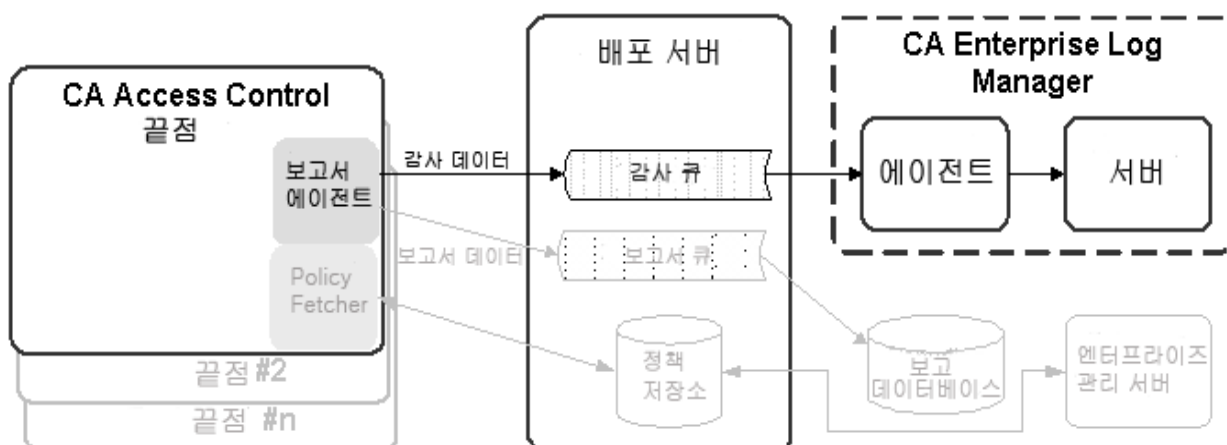 CA Access Control
끝점
보고서
에이전트
Policy
Fetcher
끝점 #2
끝점 #n
감사 데이터
보고서 데이터
배포 서버
감사 큐
보고서 큐
정책
저장소
CA Enterprise Log
Manager
에이전트
서버
보고
데이터베이스
엔터프라이즈
관리 서버